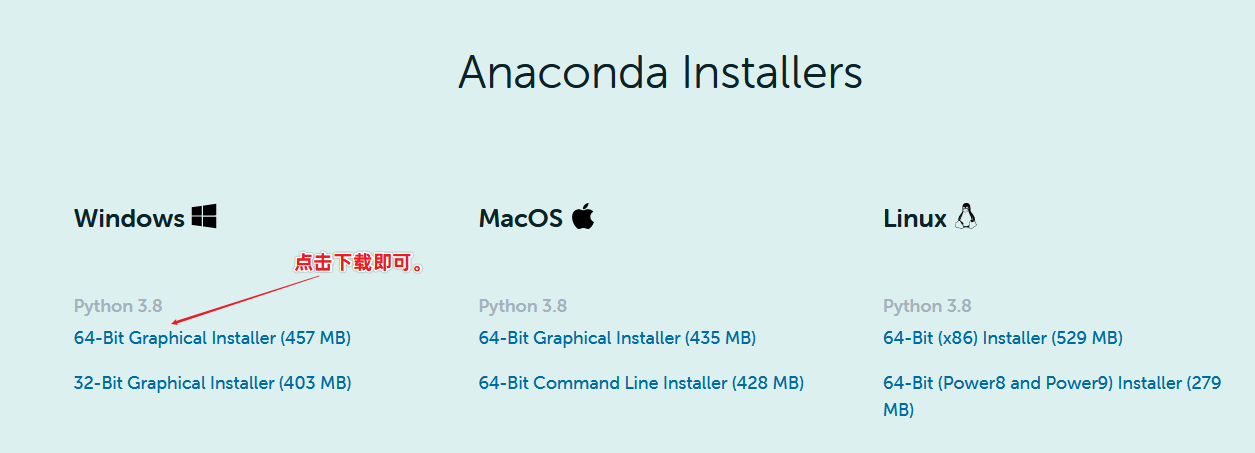 Anaconda Installers
Windows
MacOS
Linux
点击下载即可。
Python 3.8
64-Bit Graphical Installer (457 MB)
32-Bit Graphical Installer (403 MB)
Python 3.8
64-Bit Graphical Installer (435 MB)
64-Bit Command Line Installer (428 MB)
Python 3.8
64-Bit (x86) Installer (529 MB)
64-Bit (Power8 and Power9) Installer (279
MB)